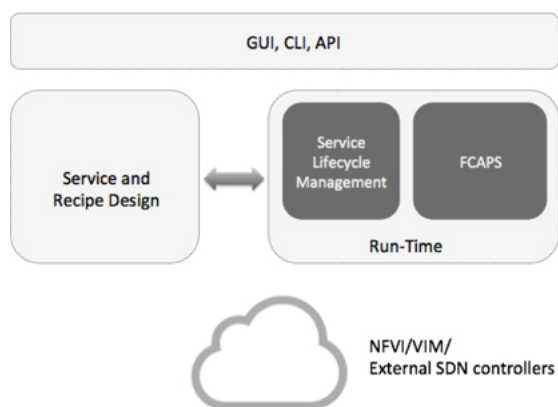 GUI, CLI, API
Service and
Recipe Design
Service
Lifecycle
Management
FCAPS
Run-Time
NFVI/VIM/
External SDN controllers